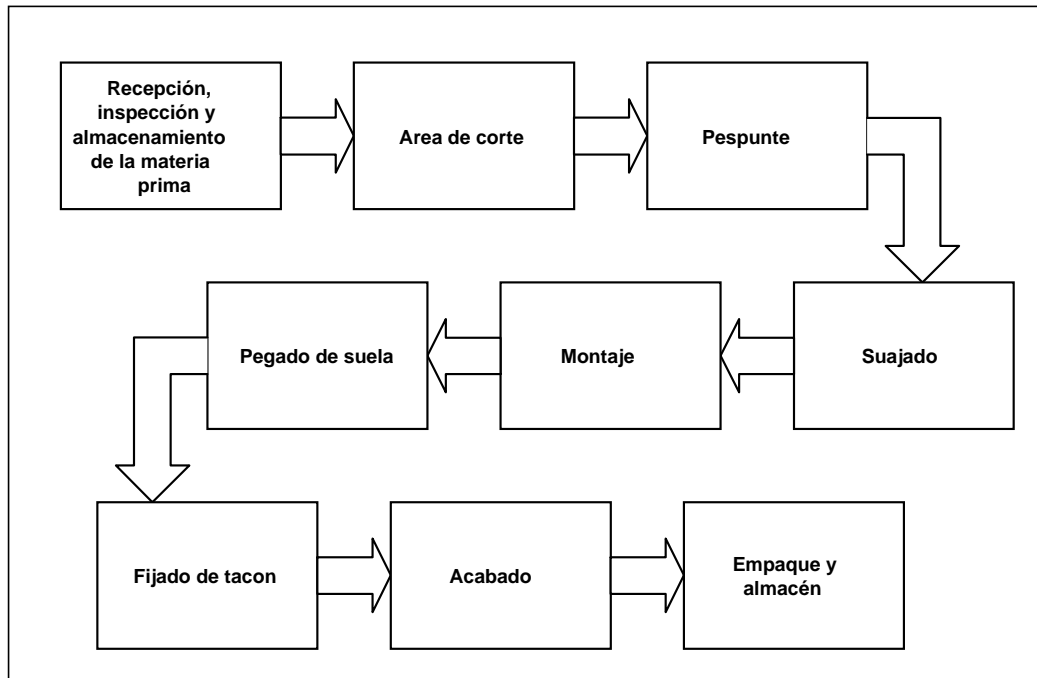 Recepción,
inspección y
almacenamiento
de la materia
prima
Area de corte
Pespunte
Suajado
Montaje
Pegado de suela
Fijado de tacon
Acabado
Empaque y
almacén